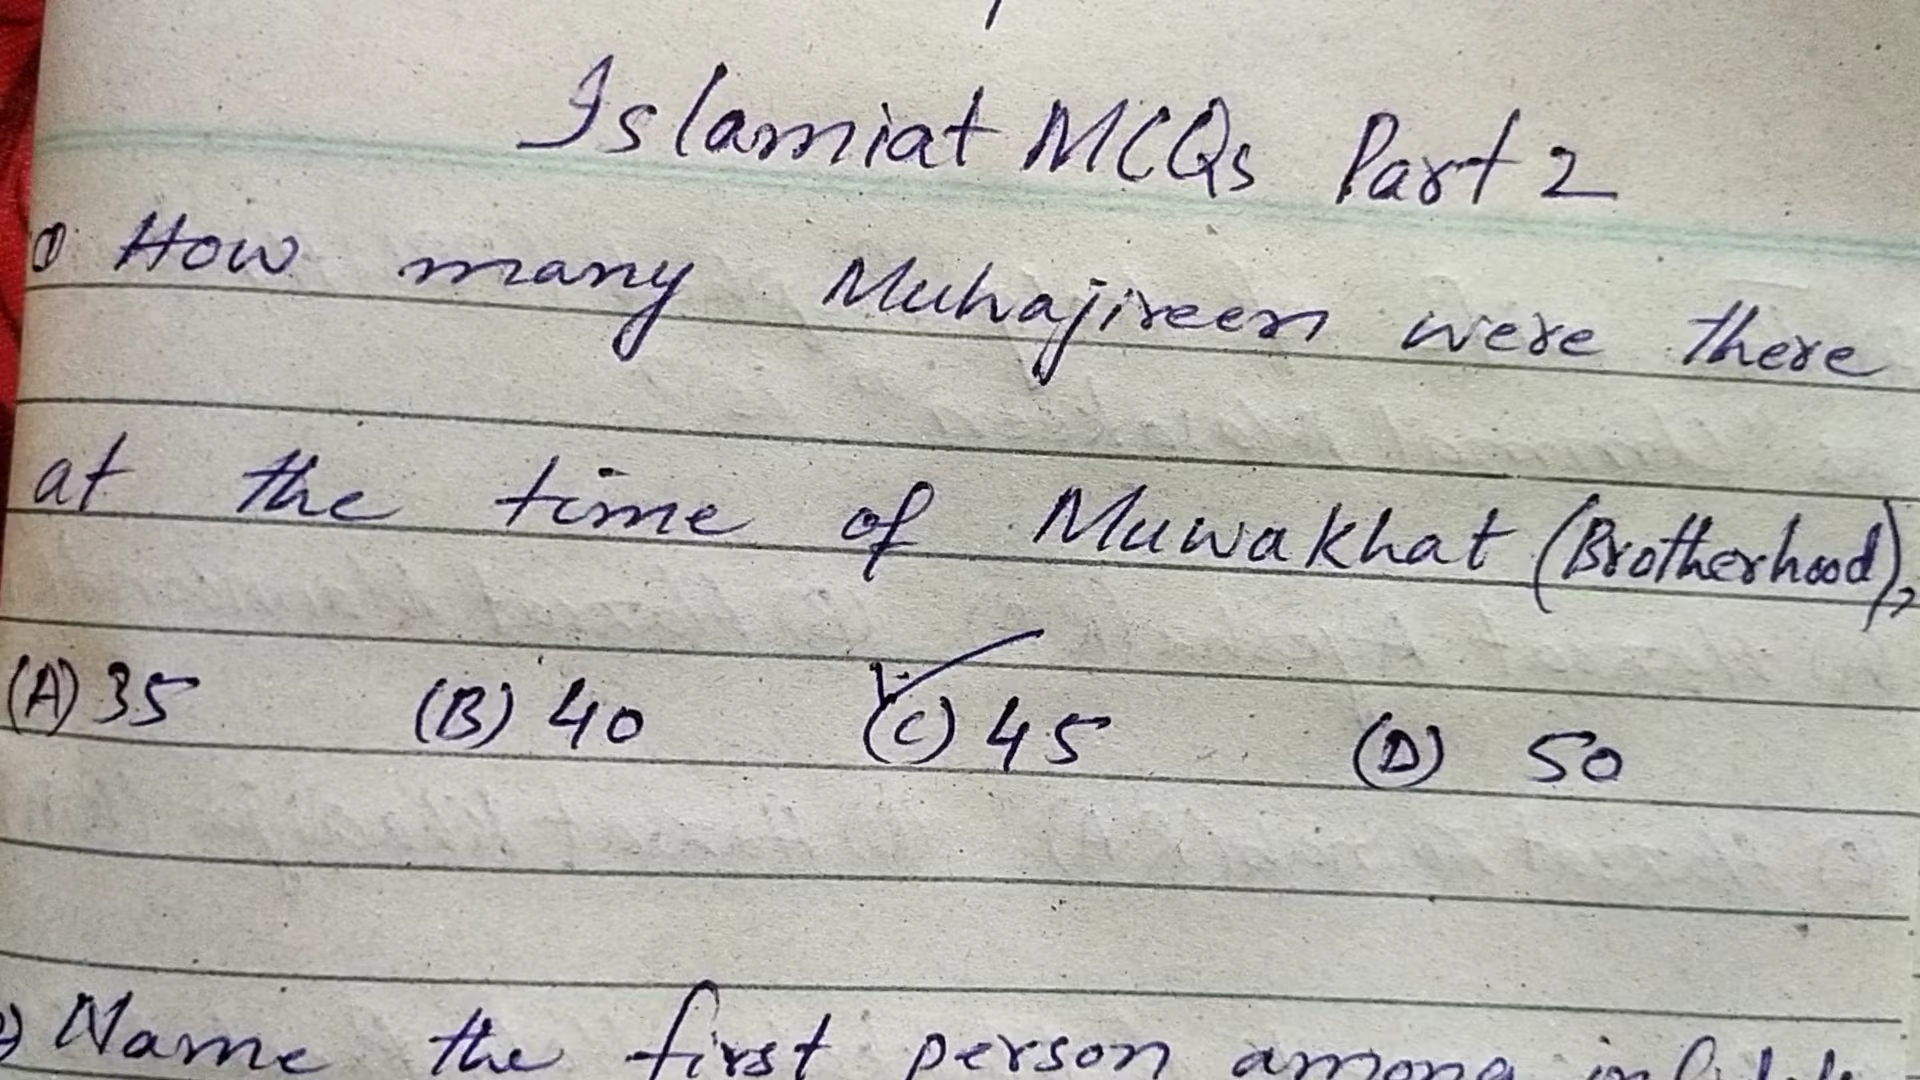 Islamiat MCQs Part 2
① How many Muhajireen were there
at the time of Muwakhat (Brotherhood),
(A) 35 (B) 40 (C) 45 (D) 50
Name the first person among